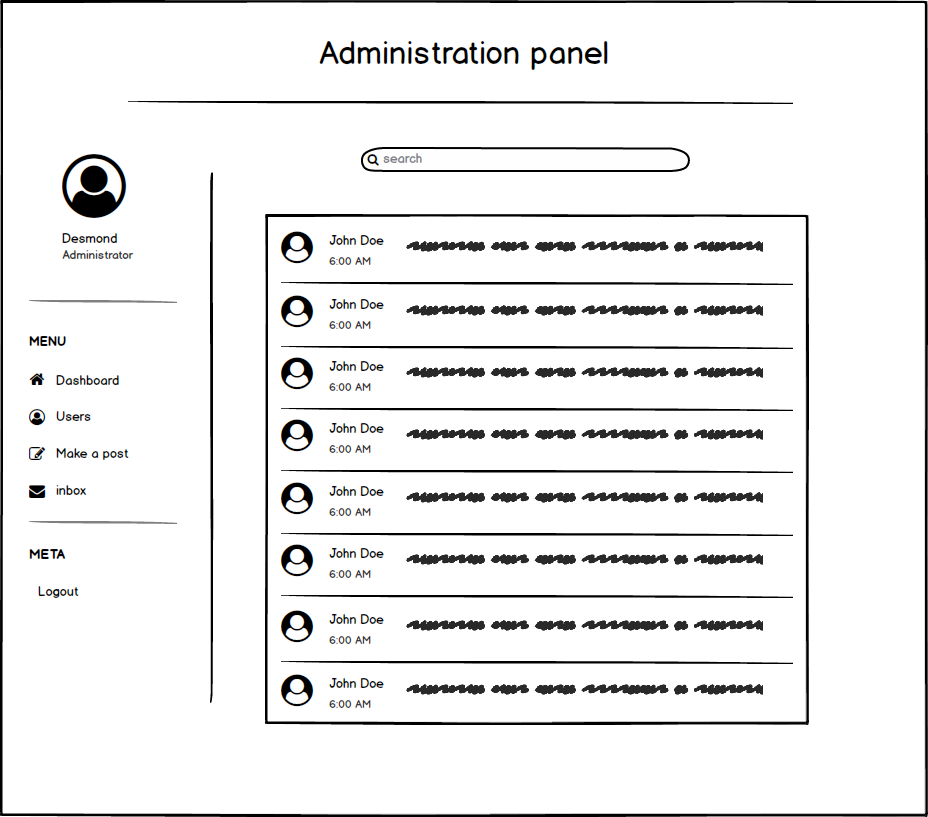 Administration panel
search
Desmond
Administrator
MENU
Dashboard
Users
Make a post
inbox
META
Logout
John Doe
6:00 AM
John Doe
6:00 AM
John Doe
6:00 AM
John Doe
6:00 AM
John Doe
6:00 AM
John Doe
6:00 AM
John Doe
6:00 AM
John Doe
6:00 AM